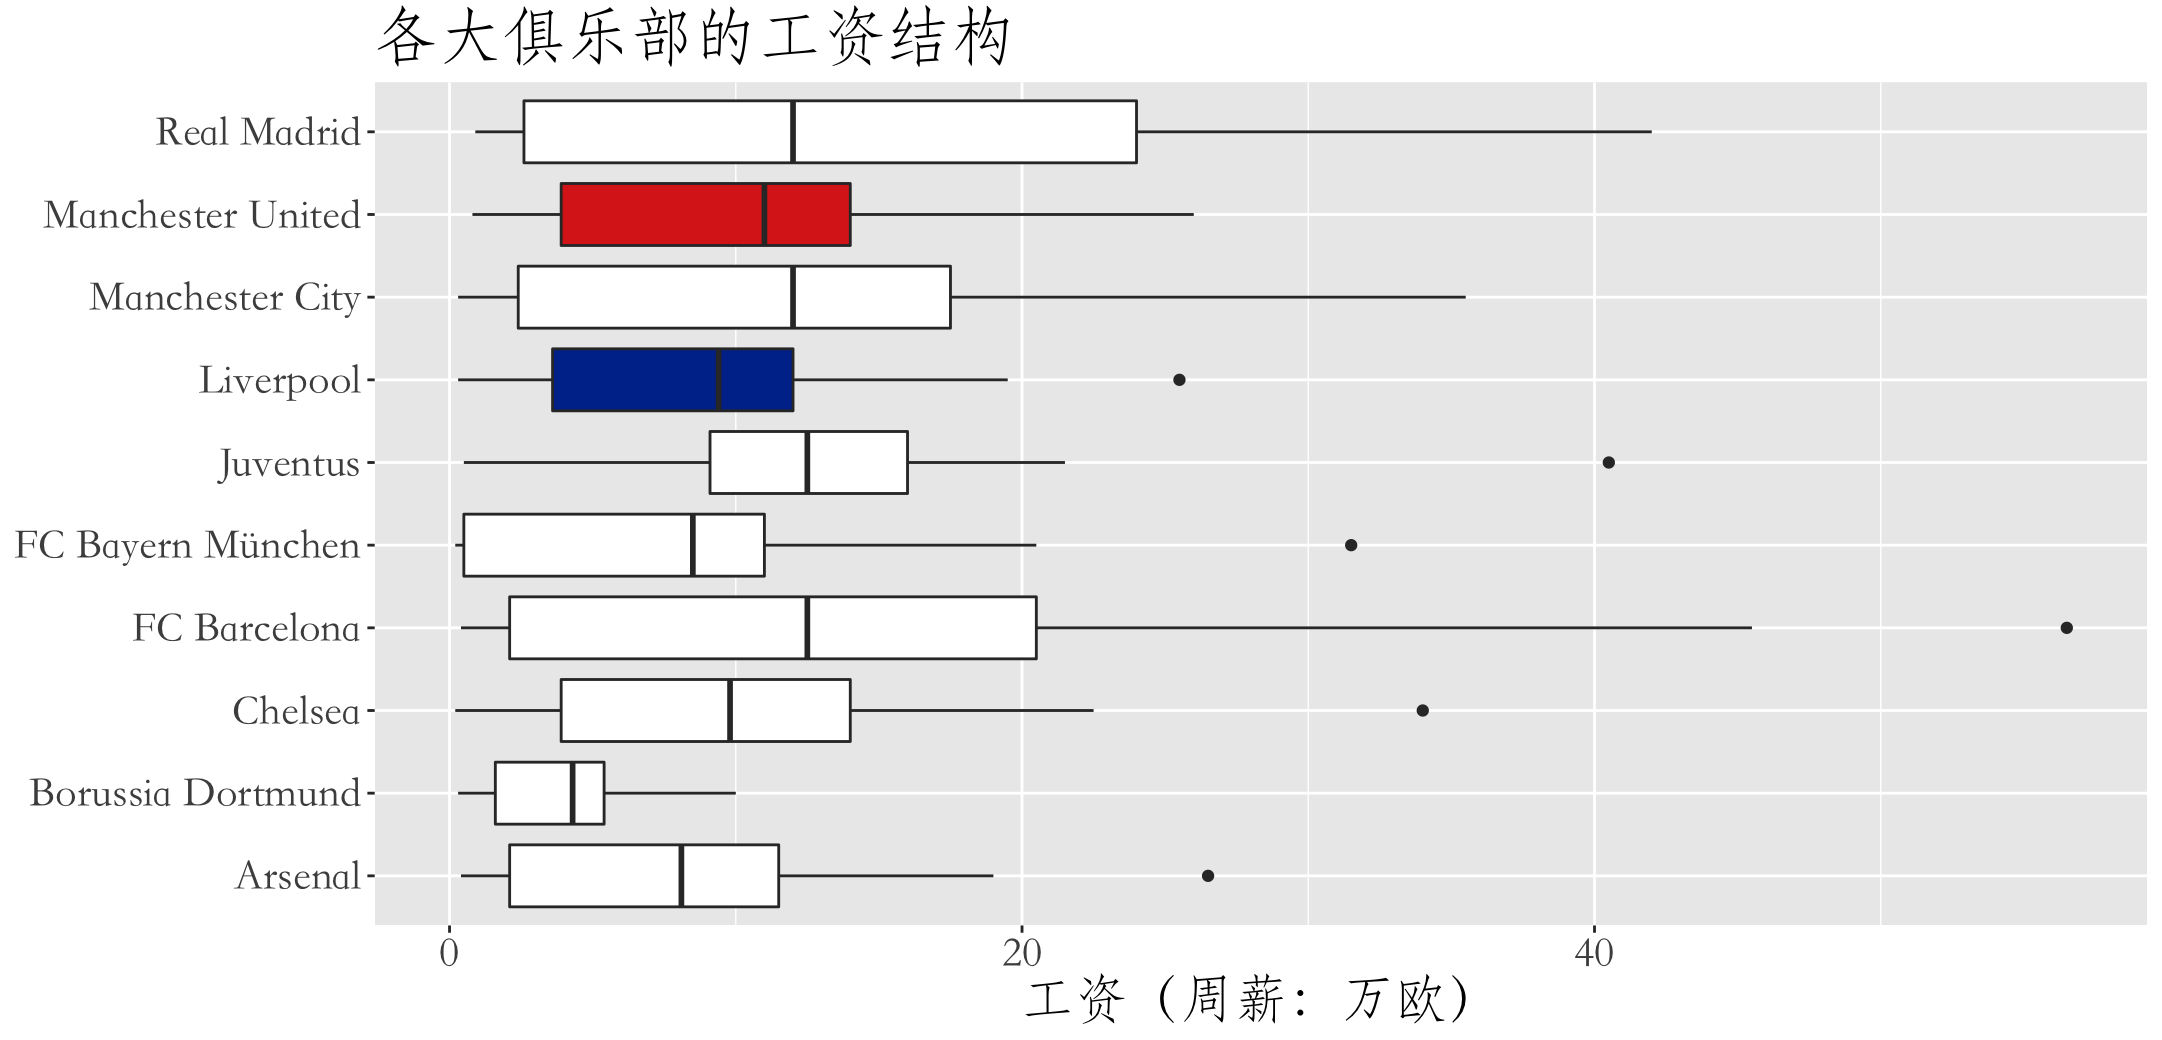 各大俱乐部的工资结构
Real Madrid
Manchester United
Manchester City
Liverpool
Juventus
FC Bayern München
FC Barcelona
Chelsea
Borussia Dortmund
Arsenal
0 20 40
工资（周薪：万欧）